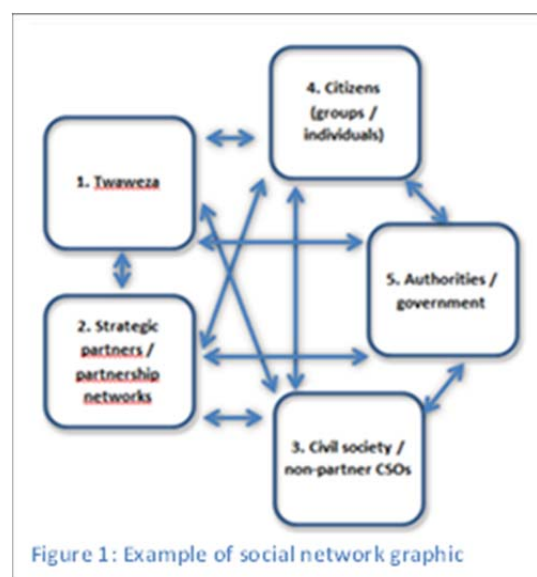 1. Twaweza
2. Strategic
partners /
partnership
networks
3. Civil society /
non-partner CSOs
4. Citizens
(groups /
individuals)
5. Authorities /
government
Figure 1: Example of social network graphic